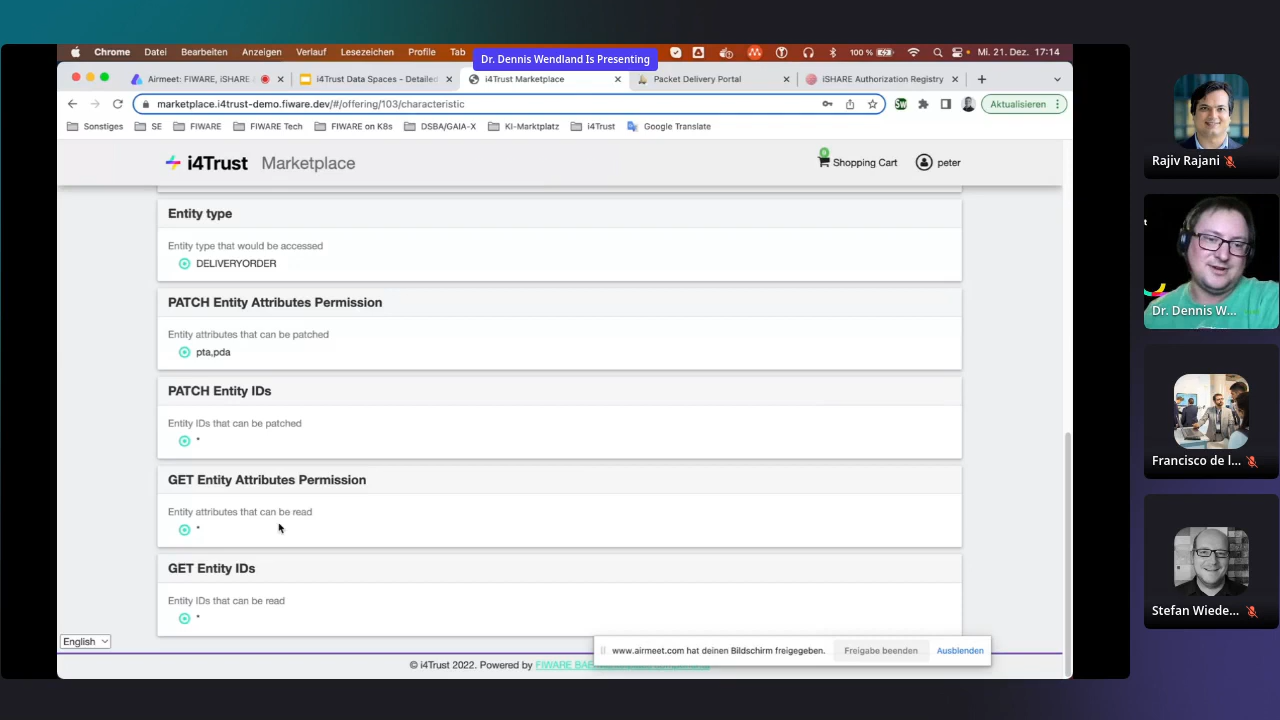 Chrome Datei Bearbeiten Anzeigen Verlauf Lesezeichen Profile Tab 100 % Mi. 21. Dez. 17:14
Dr. Dennis Wendland Is Presenting
Airmeet: FIWARE, iSHARE i4Trust Data Spaces – Detailed i4Trust Marketplace Packet Delivery Portal iSHARE Authorization Registry
marketplace.i4trust-demo.fiware.dev/#/offering/103/characteristic Aktualisieren
Sonstiges SE FIWARE FIWARE Tech FIWARE on K8s DSBA/GAIA-X KI-Marktplatz i4Trust Google Translate
i4Trust Marketplace 0 Shopping Cart peter
Entity type
Entity type that would be accessed
DELIVERYORDER
PATCH Entity Attributes Permission
Entity attributes that can be patched
pta,pda
PATCH Entity IDs
Entity IDs that can be patched
*
GET Entity Attributes Permission
Entity attributes that can be read
*
GET Entity IDs
Entity IDs that can be read
*
English
www.airmeet.com hat deinen Bildschirm freigegeben. Freigabe beenden Ausblenden
© i4Trust 2022. Powered by FIWARE
Rajiv Rajani
Dr. Dennis W...
Francisco de l...
Stefan Wiede...